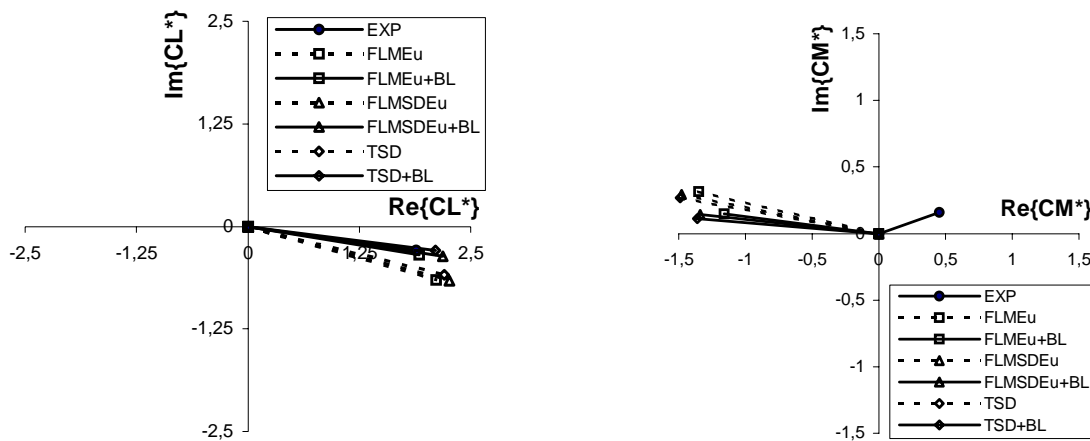 Im{CL*}
2,5
1,25
0
-1,25
-2,5
-2,5
-1,25
0
1,25
2,5
Re{CL*}
EXP
FLMEu
FLMEu+BL
FLMSDEu
FLMSDEu+BL
TSD
TSD+BL
Im{CM*}
1,5
1
0,5
0
-0,5
-1
-1,5
-1,5
-1
-0,5
0
0,5
1
1,5
Re{CM*}
EXP
FLMEu
FLMEu+BL
FLMSDEu
FLMSDEu+BL
TSD
TSD+BL